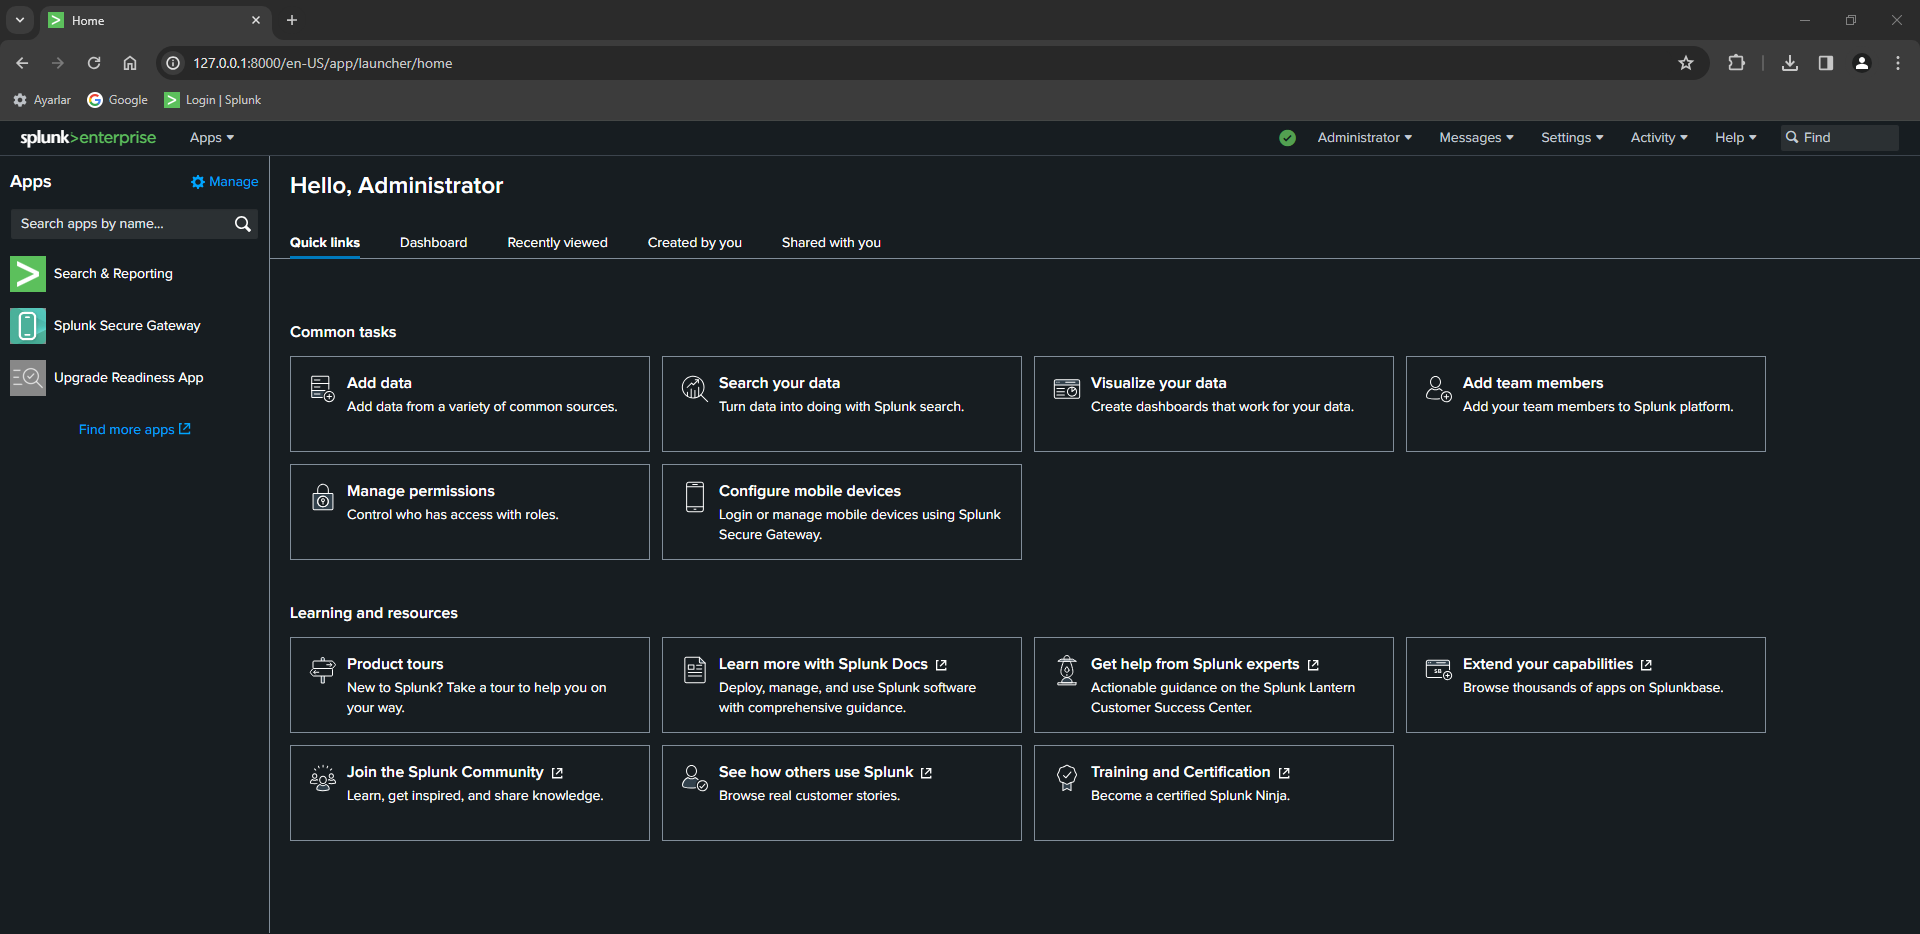 Home
127.0.0.1:8000/en-US/app/launcher/home
Ayarlar Google Login | Splunk
splunk>enterprise Apps Administrator Messages Settings Activity Help Find
Apps Manage
Search apps by name...
Search & Reporting
Splunk Secure Gateway
Upgrade Readiness App
Find more apps
Hello, Administrator
Quick links Dashboard Recently viewed Created by you Shared with you
Common tasks
Add data
Add data from a variety of common sources.
Search your data
Turn data into doing with Splunk search.
Visualize your data
Create dashboards that work for your data.
Add team members
Add your team members to Splunk platform.
Manage permissions
Control who has access with roles.
Configure mobile devices
Login or manage mobile devices using Splunk
Secure Gateway.
Learning and resources
Product tours
New to Splunk? Take a tour to help you on
your way.
Learn more with Splunk Docs
Deploy, manage, and use Splunk software
with comprehensive guidance.
Get help from Splunk experts
Actionable guidance on the Splunk Lantern
Customer Success Center.
SB
Extend your capabilities
Browse thousands of apps on Splunkbase.
Join the Splunk Community
Learn, get inspired, and share knowledge.
See how others use Splunk
Browse real customer stories.
Training and Certification
Become a certified Splunk Ninja.